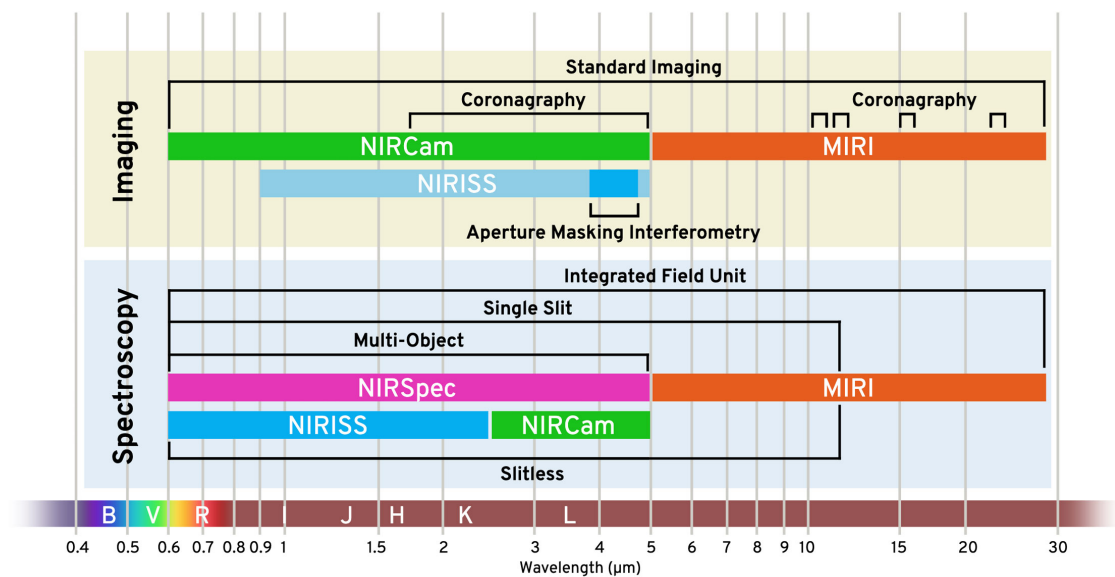 Standard Imaging
Coronagraphy
Coronagraphy
Imaging
NIRCam
MIRI
NIRISS
Aperture Masking Interferometry
Integrated Field Unit
Single Slit
Multi-Object
Spectroscopy
NIRSpec
MIRI
NIRISS
NIRCam
Slitless
B V R I J H K L
0.4 0.5 0.6 0.7 0.8 0.9 1 1.5 2 3 4 5 6 7 8 9 10 15 20 30
Wavelength (μm)